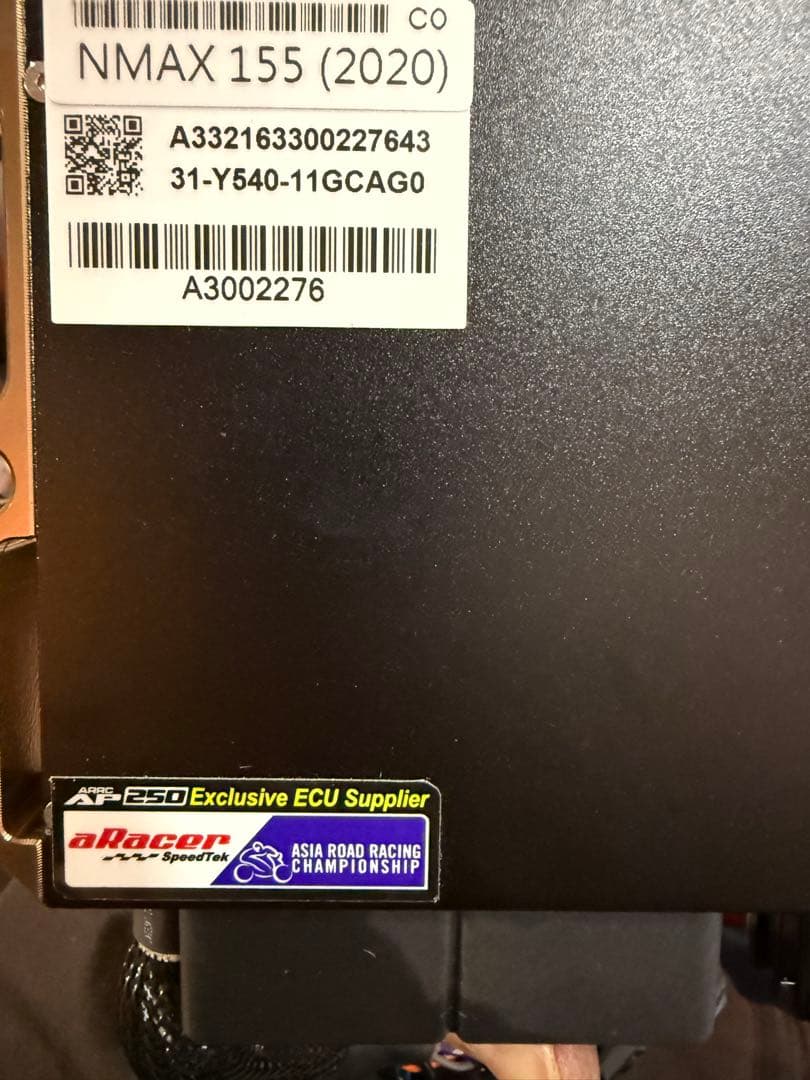 CO
NMAX 155 (2020)
A332163300227643
31-Y540-11GCAG0
A3002276
ARRC
AP250 Exclusive ECU Supplier
aRacer
SpeedTek
ASIA ROAD RACING
CHAMPIONSHIP